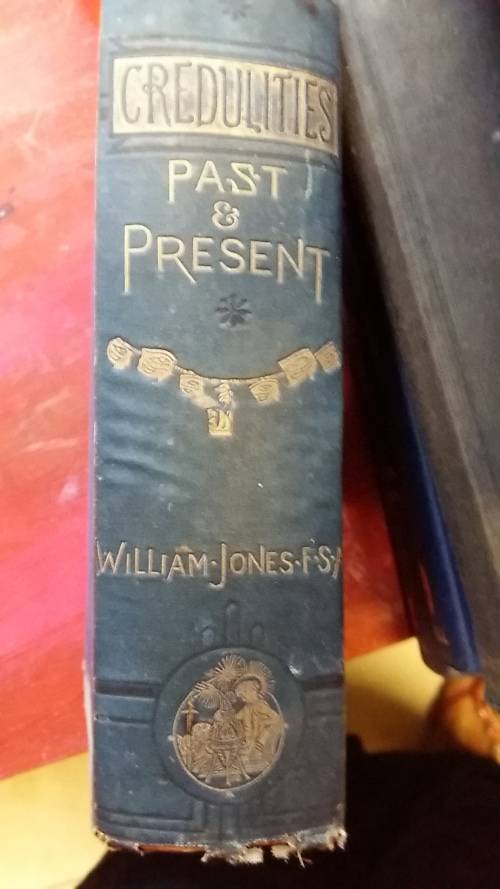 CREDULITIES
PAST
&
PRESENT
WILLIAM·JONES·F·S·A